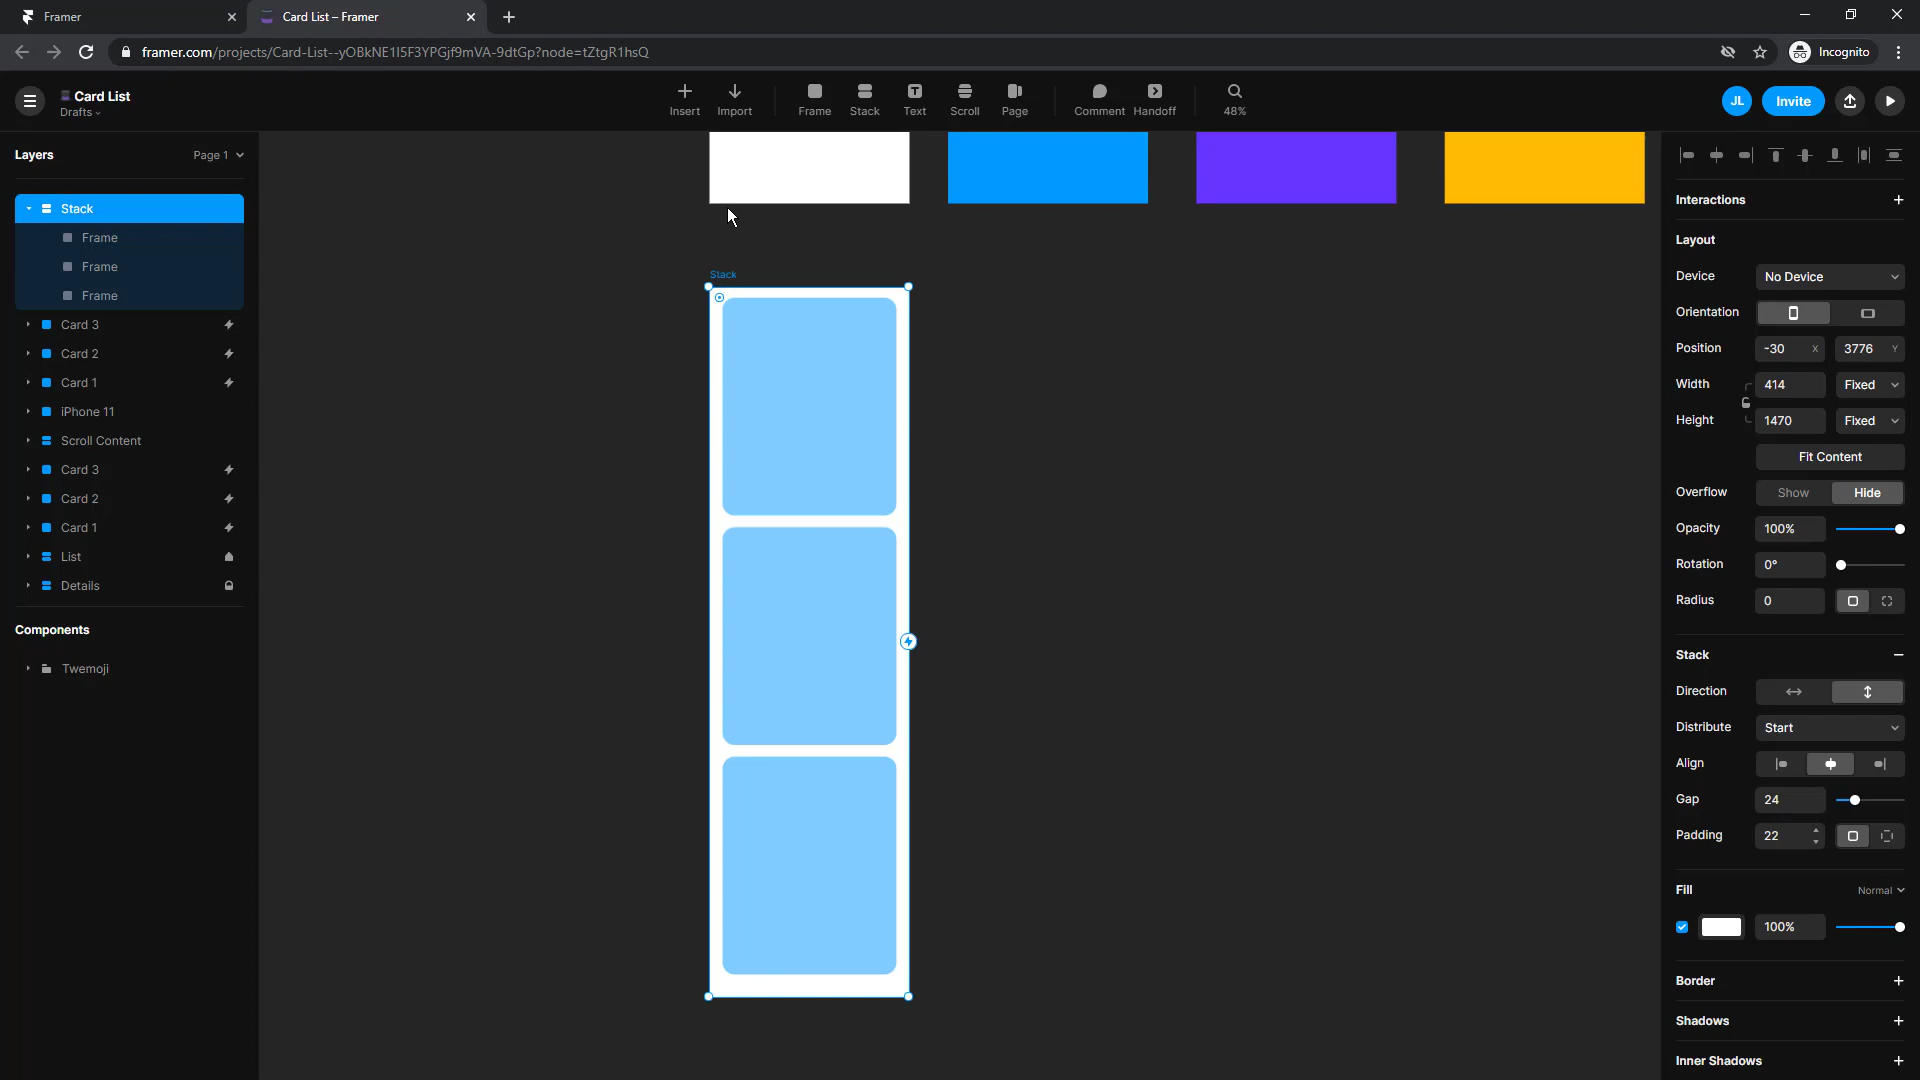 Framer
Card List – Framer
framer.com/projects/Card-List--yOBkNE1I5F3YPGjf9mVA-9dtGp?node=tZtgR1hsQ
Incognito
Card List
Drafts
Insert
Import
Frame
Stack
Text
Scroll
Page
Comment
Handoff
48%
JL
Invite
Layers
Page 1
Stack
Frame
Frame
Frame
Card 3
Card 2
Card 1
iPhone 11
Scroll Content
Card 3
Card 2
Card 1
List
Details
Components
Twemoji
Stack
Interactions
Layout
Device No Device
Orientation
Position -30 X 3776 Y
Width 414 Fixed
Height 1470 Fixed
Fit Content
Overflow Show Hide
Opacity 100%
Rotation 0°
Radius 0
Stack
Direction
Distribute Start
Align
Gap 24
Padding 22
Fill Normal
100%
Border
Shadows
Inner Shadows